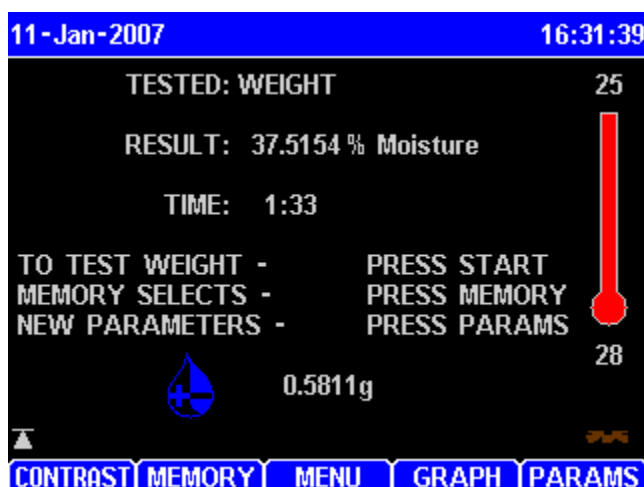 11-Jan-2007 16:31:39
TESTED: WEIGHT 25
RESULT: 37.5154 % Moisture
TIME: 1:33
TO TEST WEIGHT - PRESS START
MEMORY SELECTS - PRESS MEMORY
NEW PARAMETERS - PRESS PARAMS
28
0.5811g
CONTRAST MEMORY MENU GRAPH PARAMS